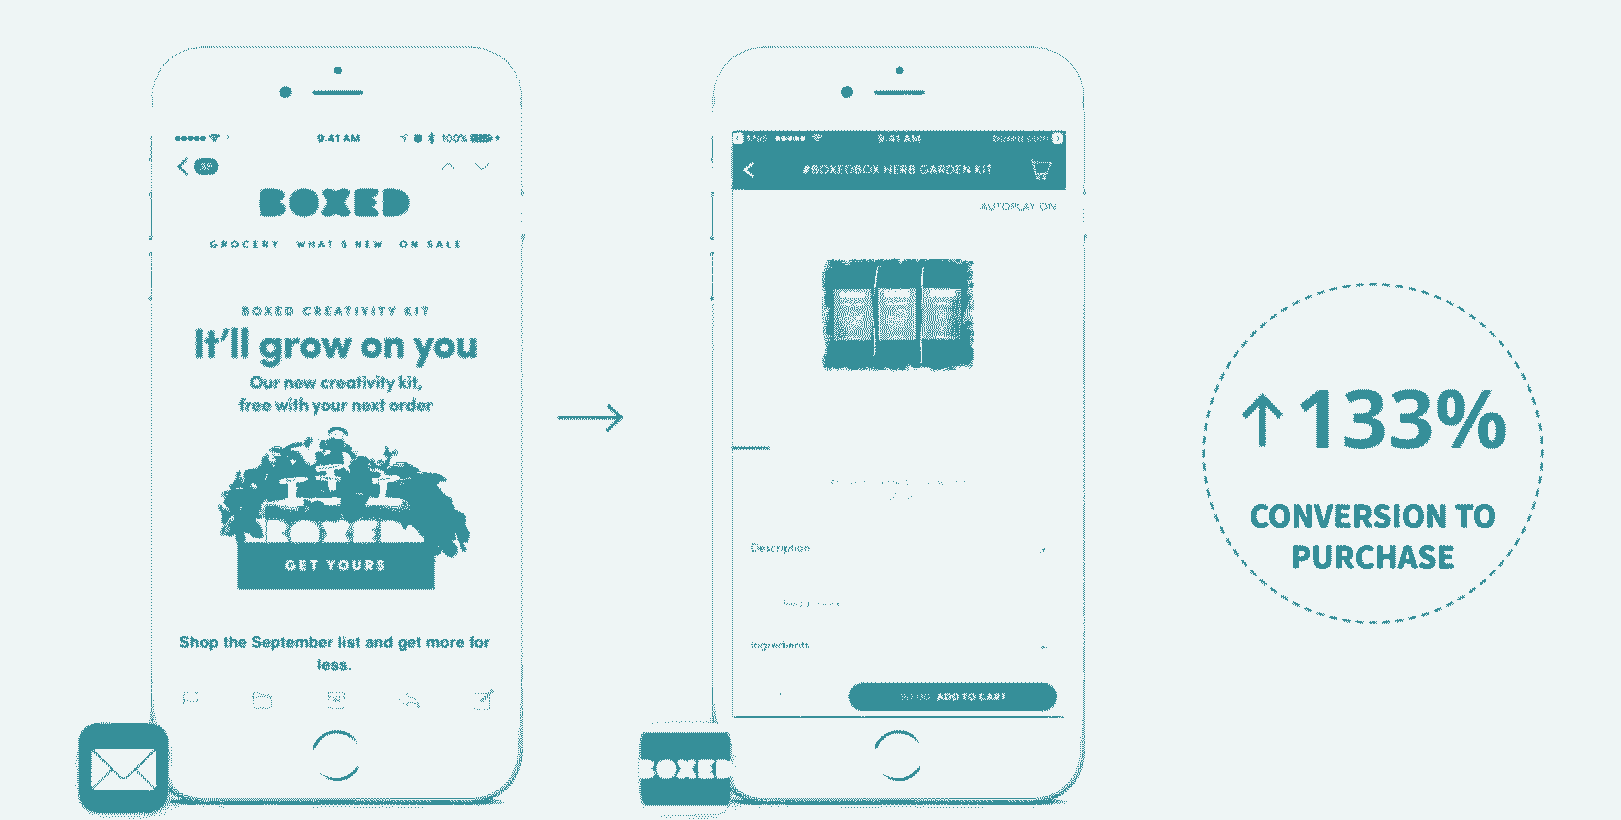 9:41 AM
100%
BOXED
GROCERY WHAT'S NEW ON SALE
BOXED CREATIVITY KIT
It'll grow on you
Our new creativity kit,
free with your next order
BOXED
GET YOURS
Shop the September list and get more for
less.
9:41 AM
boxed.com
#BOXEDBOX HERB GARDEN KIT
AUTOPLAY ON
Description
Ingredients
ADD TO CART
BOXED
↑133%
CONVERSION TO
PURCHASE